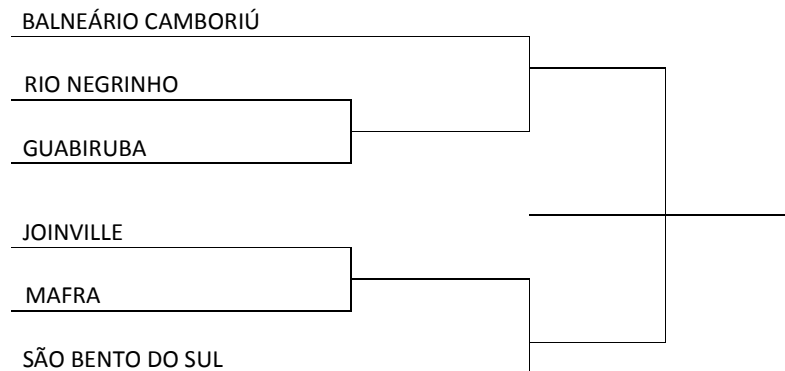 BALNEÁRIO CAMBORIÚ
RIO NEGRINHO
GUABIRUBA
JOINVILLE
MAFRA
SÃO BENTO DO SUL